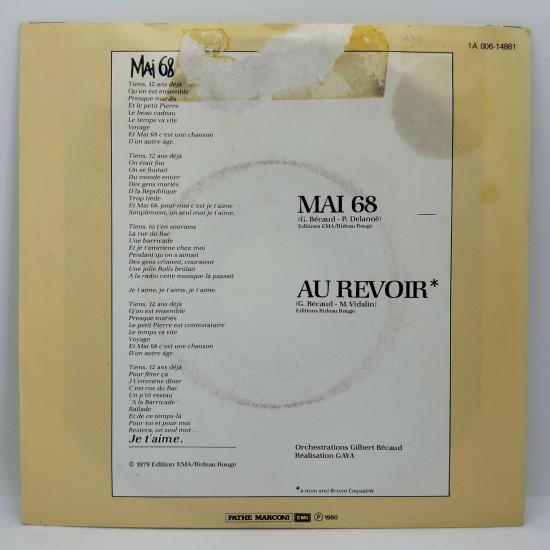 1A 006-14861
Mai 68
Tiens, 12 ans déjà
Qu'on est ensemble
Presque mariés
Et le petit Pierre
Le beau cadeau
Le temps va vite
Voyage
Et Mai 68 c'est une chanson
D'un autre âge.
Tiens, 12 ans déjà
On était fou
On se foutait
Du monde entier
Des gens mariés
D'la République
Trop tiède
Et Mai 68, pour moi c'est je t'aime
Simplement, un seul mot je t'aime.
Tiens, tu t'en souviens
La rue du Bac
Une barricade
Et je t'emmène chez moi
Pendant qu'on s'aimait
Des gens criaient, couraient
Une jolie Rolls brûlait
A la radio cette musique-là passait
Je t'aime, je t'aime, je t'aime.
Tiens, 12 ans déjà
Q'on est ensemble
Presque mariés
Le petit Pierre est contestataire
Le temps va vite
Voyage
Et Mai 68 c'est une chanson
D'un autre âge.
Tiens, 12 ans déjà
Pour fêter ça
J't'emmène dîner
C'est rue du Bac
Un p'tit restau'
"A la Barricade"
Ballade
Et de ce temps-là
Pour toi et pour moi
Restera, un seul mot...
Je t'aime.
© 1979 Edition EMA/Rideau Rouge
MAI 68
(G. Bécaud - P. Delanoë)
Editions EMA/Rideau Rouge
AU REVOIR*
(G. Bécaud - M. Vidalin)
Editions Rideau Rouge
Orchestrations Gilbert Bécaud
Réalisation GAYA
*à mon ami Bruno Coquatrix
PATHE MARCONI EMI ℗ 1980